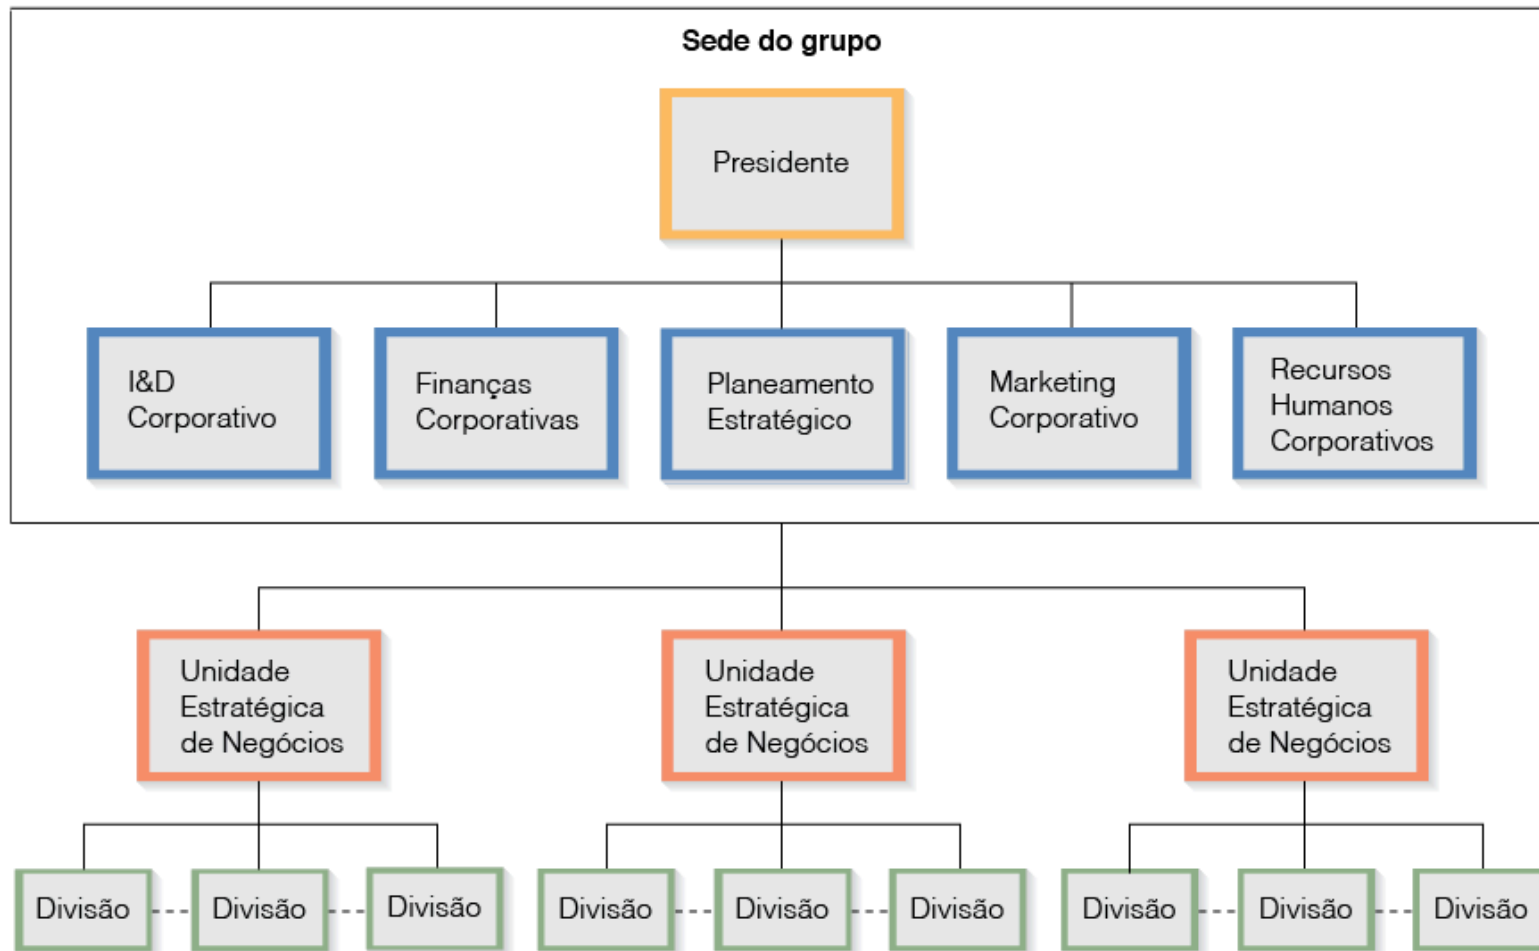 Sede do grupo
Presidente
I&D
Corporativo
Finanças
Corporativas
Planeamento
Estratégico
Marketing
Corporativo
Recursos
Humanos
Corporativos
Unidade
Estratégica
de Negócios
Unidade
Estratégica
de Negócios
Unidade
Estratégica
de Negócios
Divisão
Divisão
Divisão
Divisão
Divisão
Divisão
Divisão
Divisão
Divisão